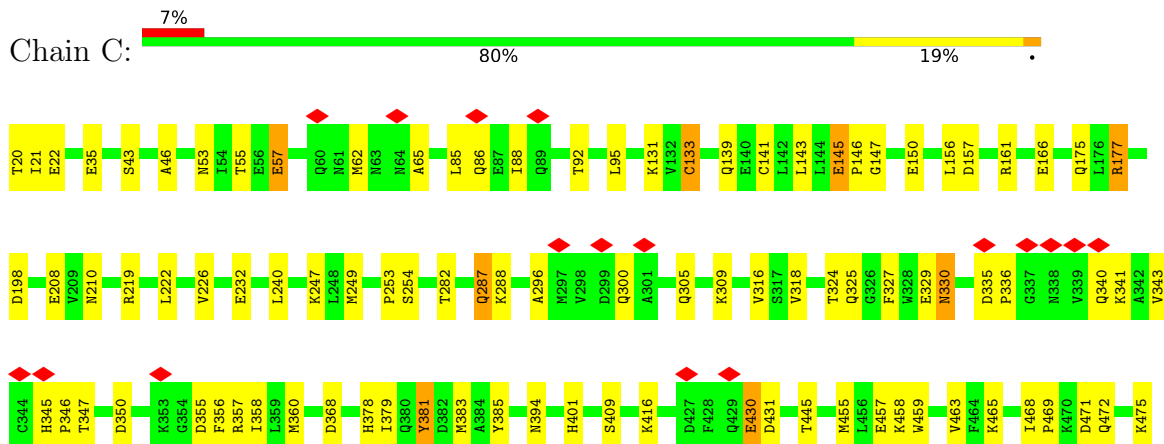 7%
Chain C:
80% 19% •
T20 I21 E22 E35 S43 A46 N53 I54 T55 E56 E57 Q60 N61 M62 N63 N64 A65 L85 Q86 E87 I88 Q89 T92 L95 K131 V132 C133 Q139 E140 C141 L142 L143 L144 E145 P146 G147 E150 L156 D157 R161 E166 Q175 L176 R177
D198 E208 V209 N210 R219 L222 V226 E232 L240 K247 L248 M249 P253 S254 T282 Q287 K288 A296 M297 V298 D299 Q300 A301 Q305 K309 V316 S317 V318 T324 Q325 G326 F327 W328 E329 N330 D335 P336 G337 N338 V339 Q340 K341 A342 V343
C344 H345 P346 T347 D350 K353 G354 D355 F356 R357 I358 L359 M360 D368 H378 I379 Q380 Y381 D382 M383 A384 Y385 N394 H401 S409 K416 D427 F428 Q429 E430 D431 T445 M455 L456 E457 K458 W459 V463 F464 K465 I468 P469 K470 D471 Q472 K475